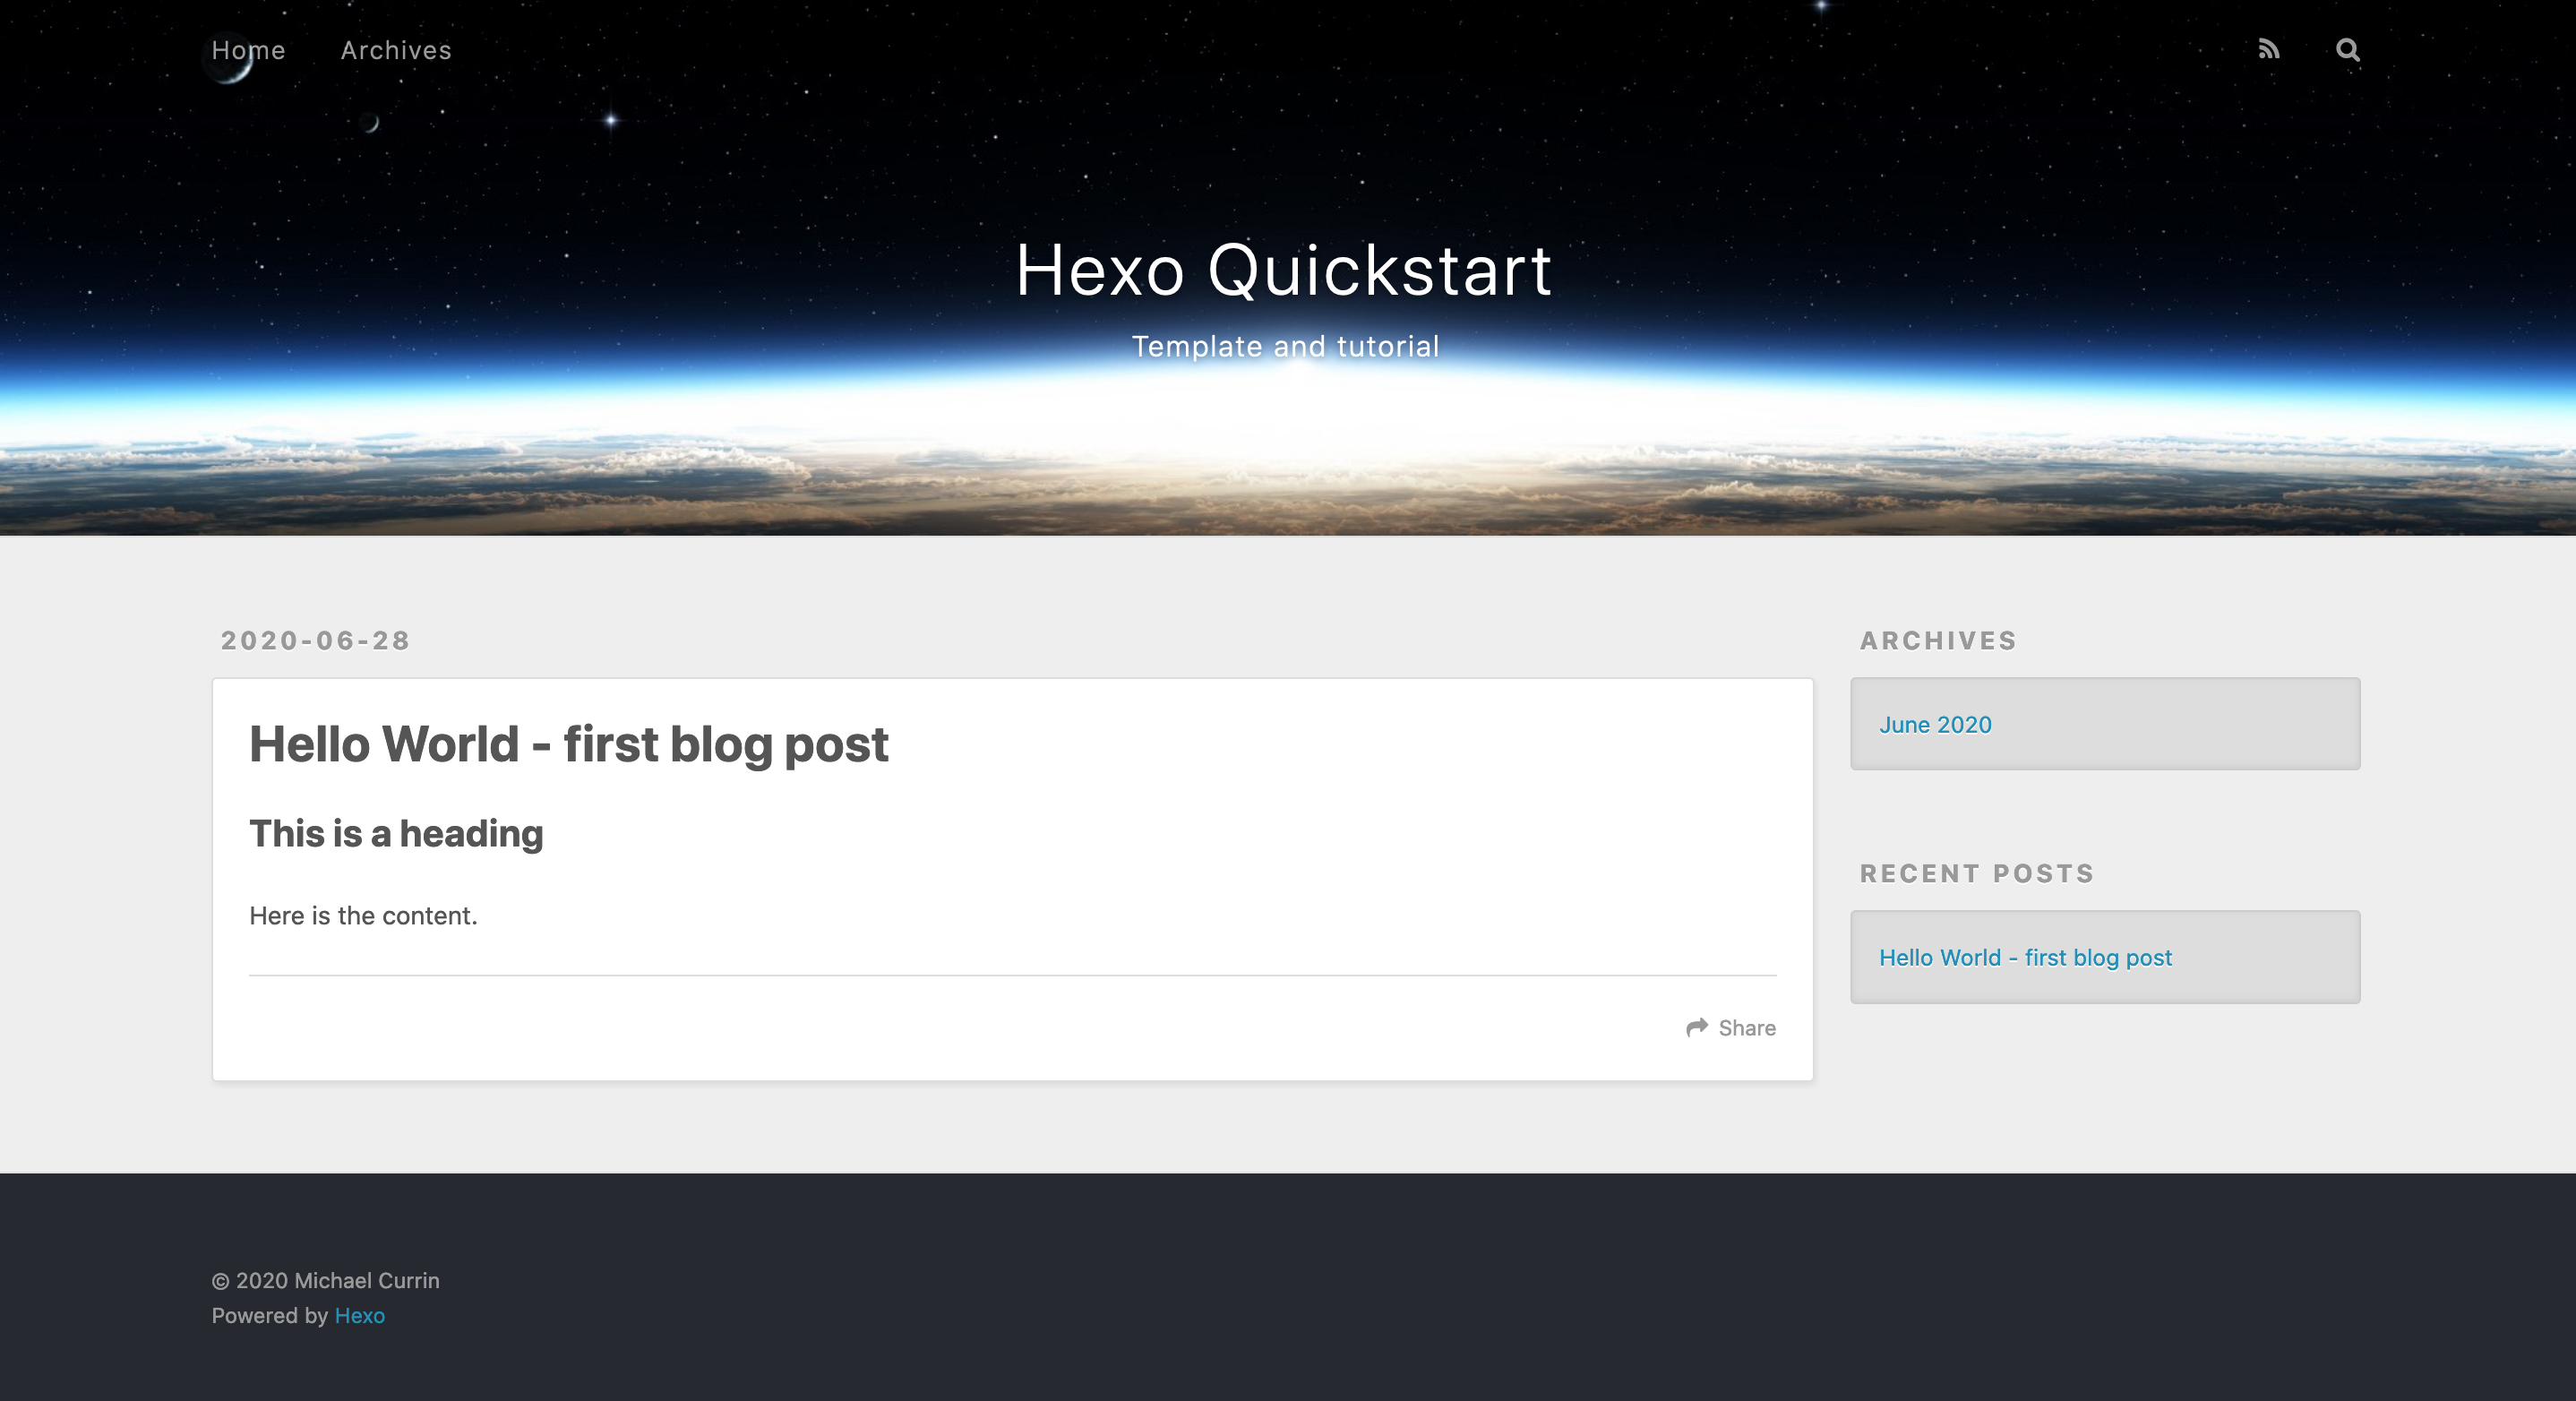 Home
Archives
Hexo Quickstart
Template and tutorial
2020-06-28
Hello World - first blog post
This is a heading
Here is the content.
Share
ARCHIVES
June 2020
RECENT POSTS
Hello World - first blog post
© 2020 Michael Currin
Powered by Hexo